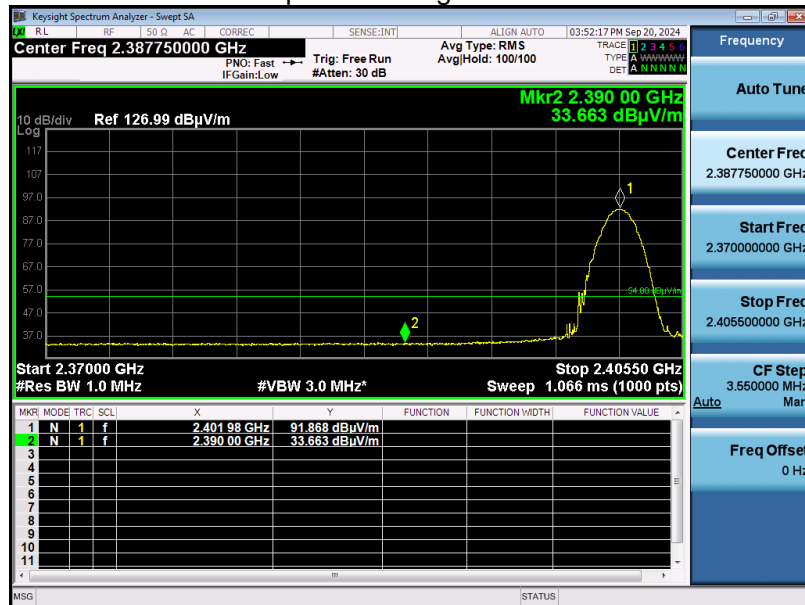 Keysight Spectrum Analyzer - Swept SA
LXI RL RF 50 Ω AC CORREC SENSE:INT ALIGN AUTO 03:52:17 PM Sep 20, 2024
Center Freq 2.387750000 GHz
PNO: Fast
IFGain:Low
Trig: Free Run
#Atten: 30 dB
Avg Type: RMS
Avg|Hold: 100/100
TRACE 1 2 3 4 5 6
TYPE A WWWWW
DET A N N N N N
Mkr2 2.390 00 GHz
33.663 dBμV/m
10 dB/div
Log
Ref 126.99 dBμV/m
117
107
97.0
87.0
77.0
67.0
57.0
47.0
37.0
1
54.00 dBμV/m
2
Start 2.37000 GHz
Stop 2.40550 GHz
#Res BW 1.0 MHz
#VBW 3.0 MHz*
Sweep 1.066 ms (1000 pts)
MKR MODE TRC SCL X Y FUNCTION FUNCTION WIDTH FUNCTION VALUE
1 N 1 f 2.401 98 GHz 91.868 dBμV/m
2 N 1 f 2.390 00 GHz 33.663 dBμV/m
3
4
5
6
7
8
9
10
11
MSG
STATUS
Frequency
Auto Tune
Center Freq
2.387750000 GHz
Start Freq
2.370000000 GHz
Stop Freq
2.405500000 GHz
CF Step
3.550000 MHz
Auto Man
Freq Offset
0 Hz